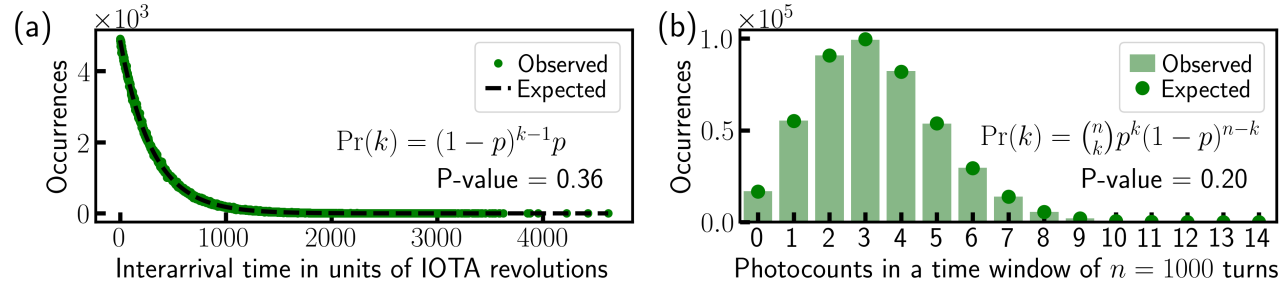 (a)
×10³
Occurrences
4
2
0
Observed
Expected
Pr(k) = (1 − p)ᵏ⁻¹p
P-value = 0.36
0 1000 2000 3000 4000
Interarrival time in units of IOTA revolutions
(b)
×10⁵
Occurrences
1.0
0.5
0.0
Observed
Expected
Pr(k) = (n k)pᵏ(1 − p)ⁿ⁻ᵏ
P-value = 0.20
0 1 2 3 4 5 6 7 8 9 10 11 12 13 14
Photocounts in a time window of n = 1000 turns